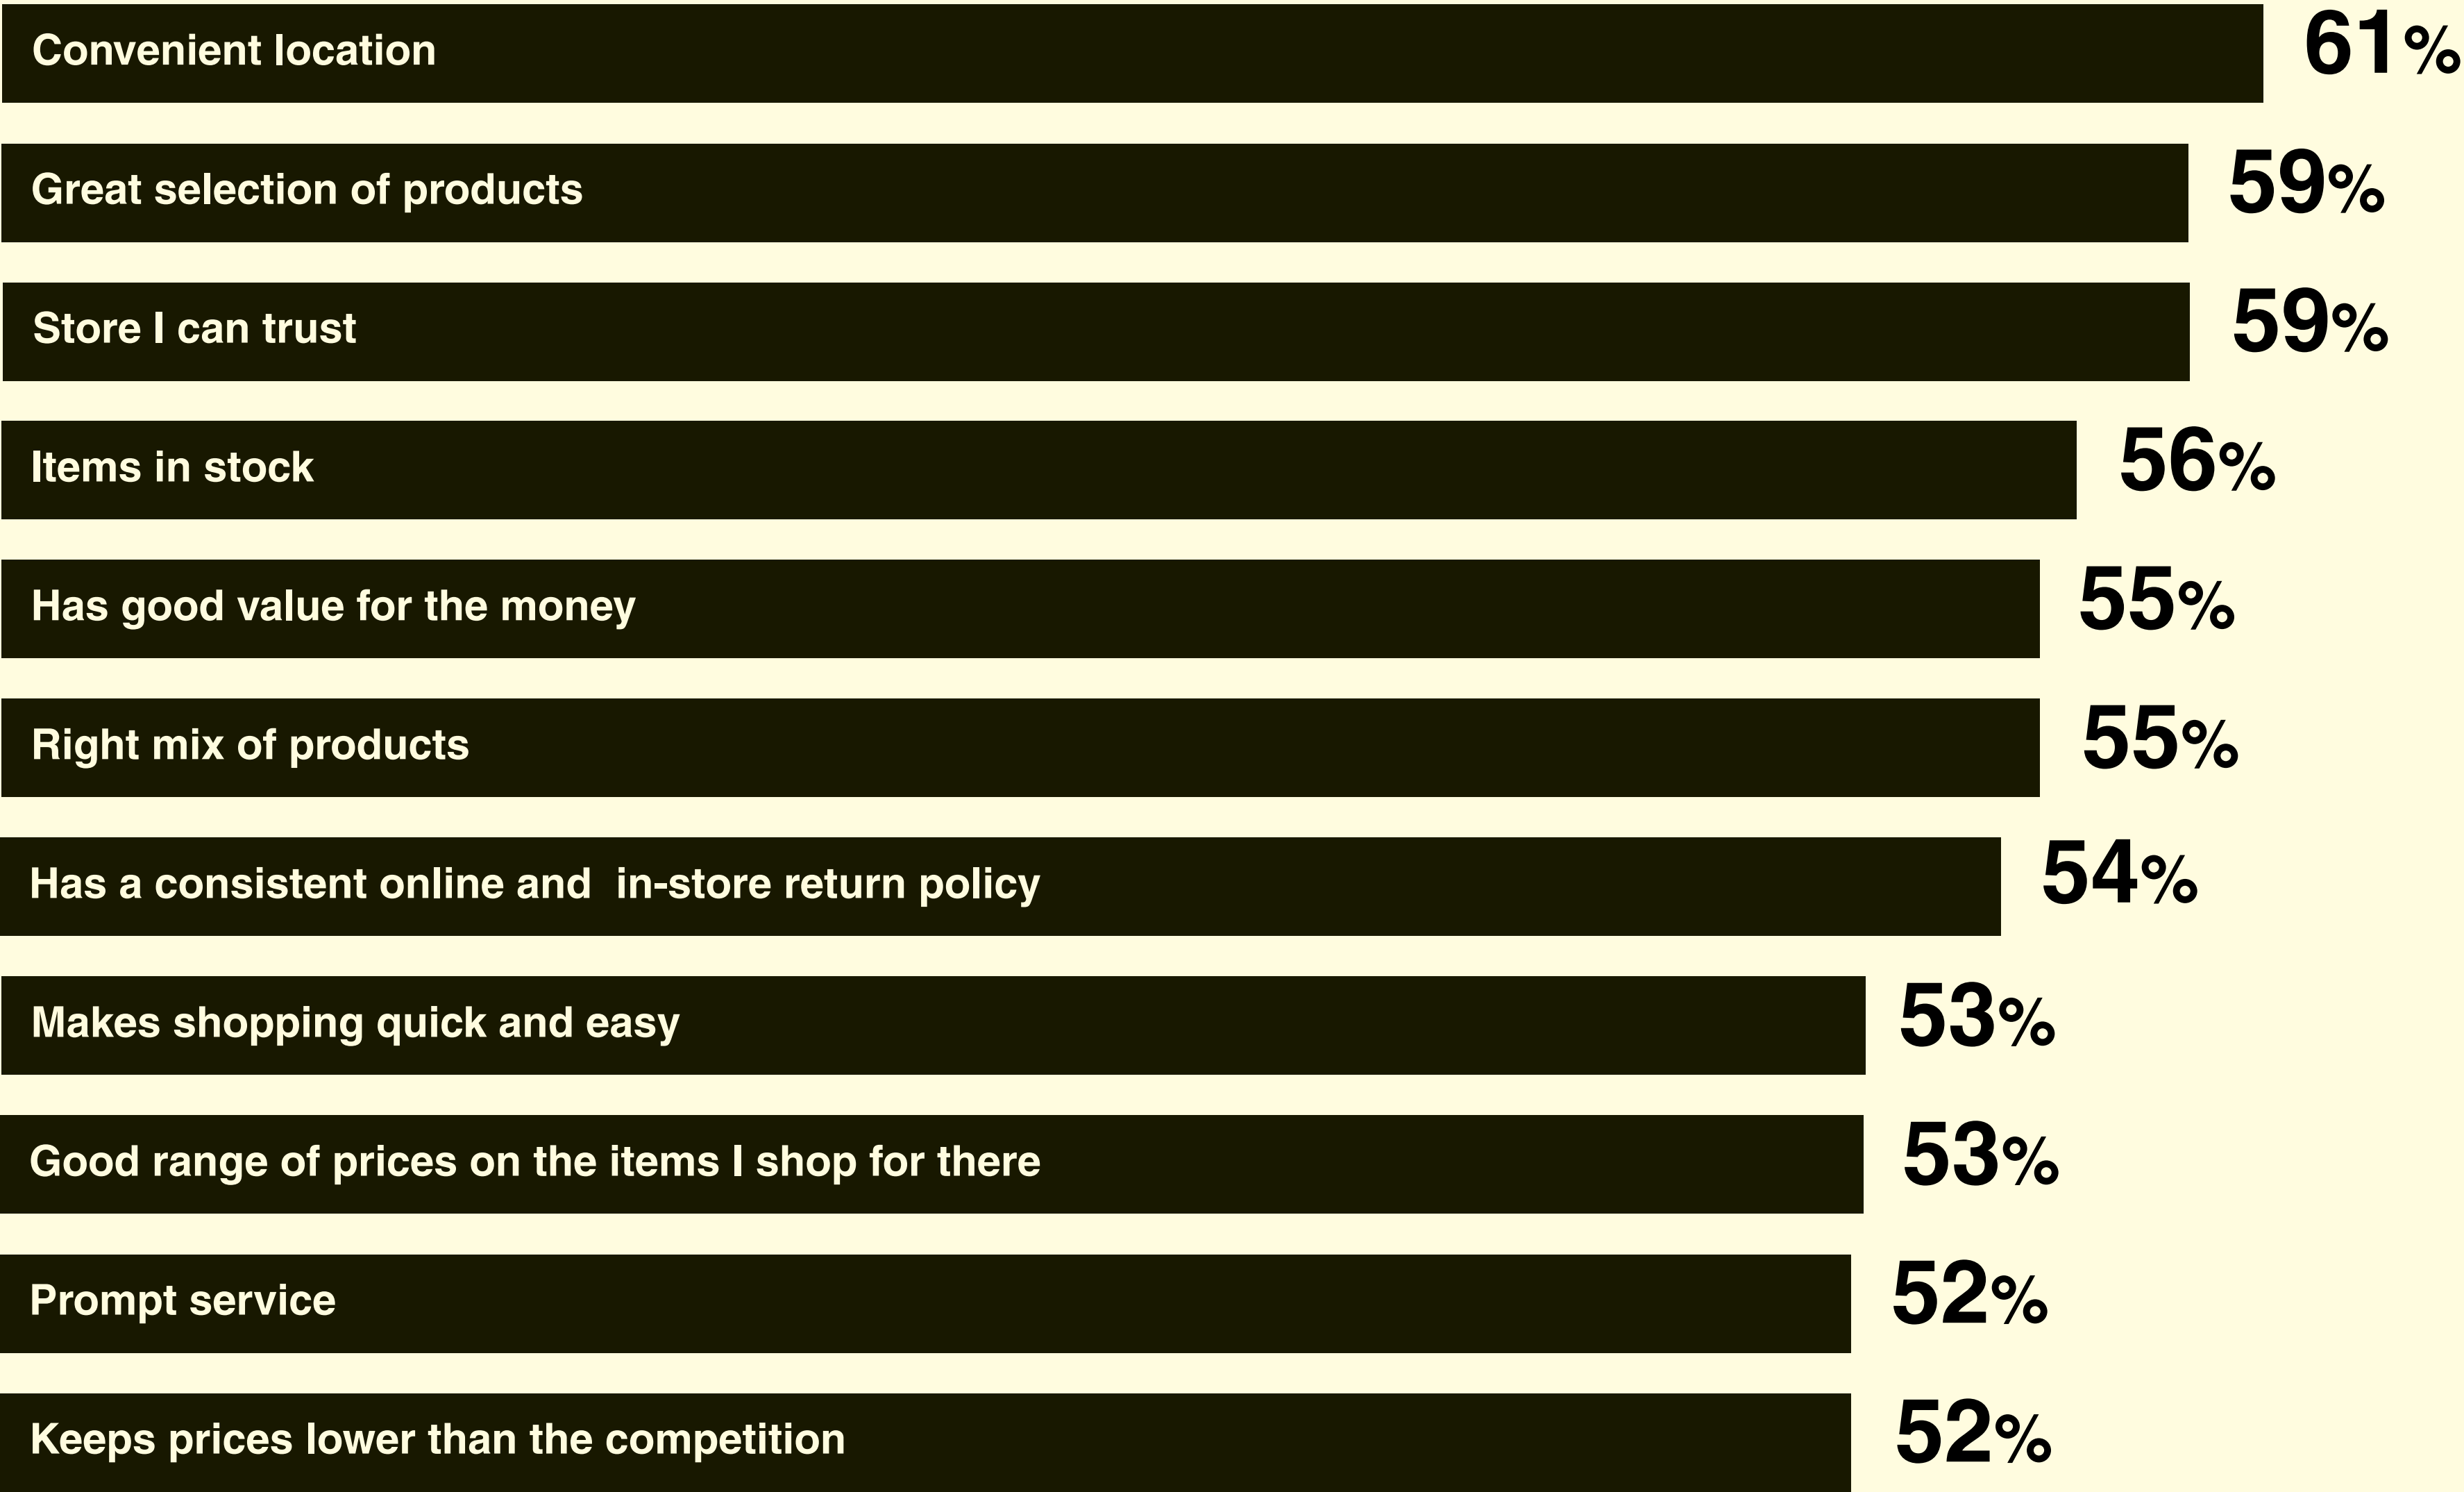 Convenient location 61%
Great selection of products 59%
Store I can trust 59%
Items in stock 56%
Has good value for the money 55%
Right mix of products 55%
Has a consistent online and  in-store return policy 54%
Makes shopping quick and easy 53%
Good range of prices on the items I shop for there 53%
Prompt service 52%
Keeps prices lower than the competition 52%